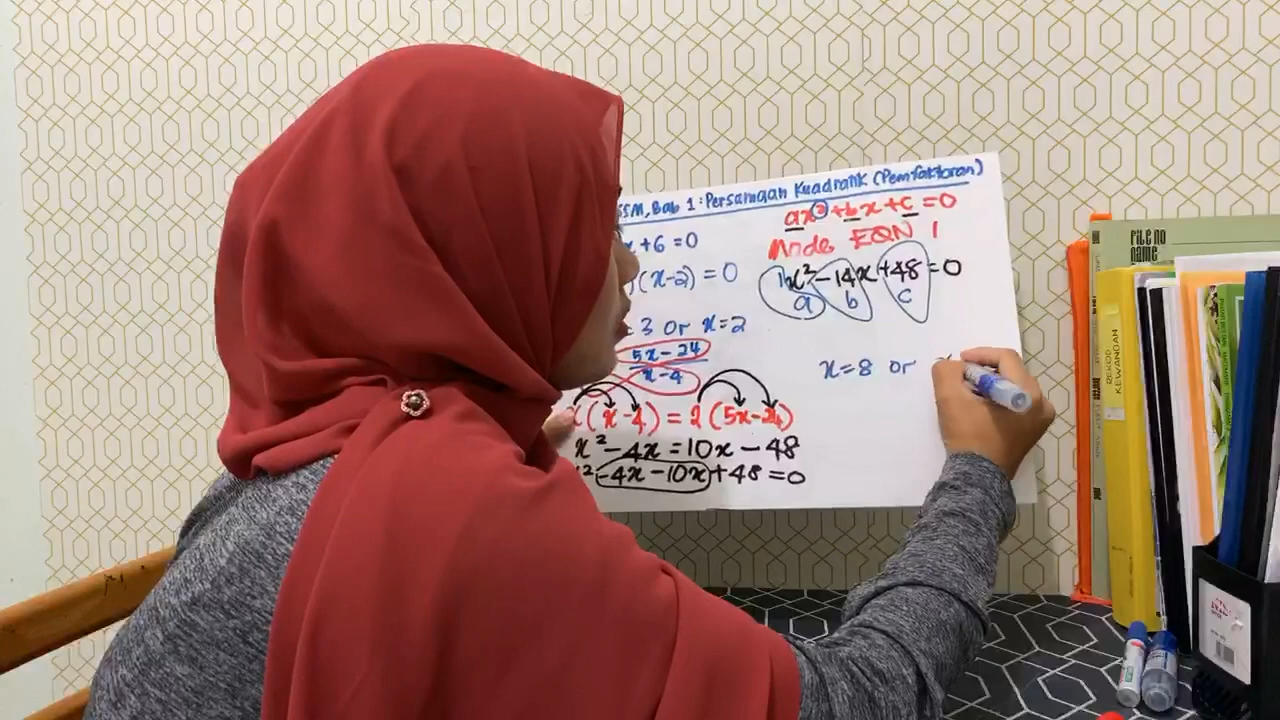 SSM, Bab 1: Persamaan Kuadratik (Pemfaktoran)
x + 6 = 0
)(x-2) = 0
= 3 or x = 2
5x - 24
x - 4
x(x-4) = 2(5x-24)
x² - 4x = 10x - 48
² - 4x - 10x + 48 = 0
ax² + bx + c = 0
Mode EQN 1
1x² - 14x + 48 = 0
a b c
x = 8 or
FILE NO
NAME
REKOD KEWANGAN